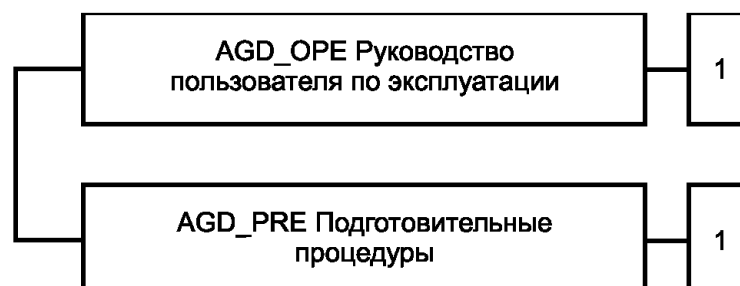 AGD_OPE Руководство
пользователя по эксплуатации
1
AGD_PRE Подготовительные
процедуры
1